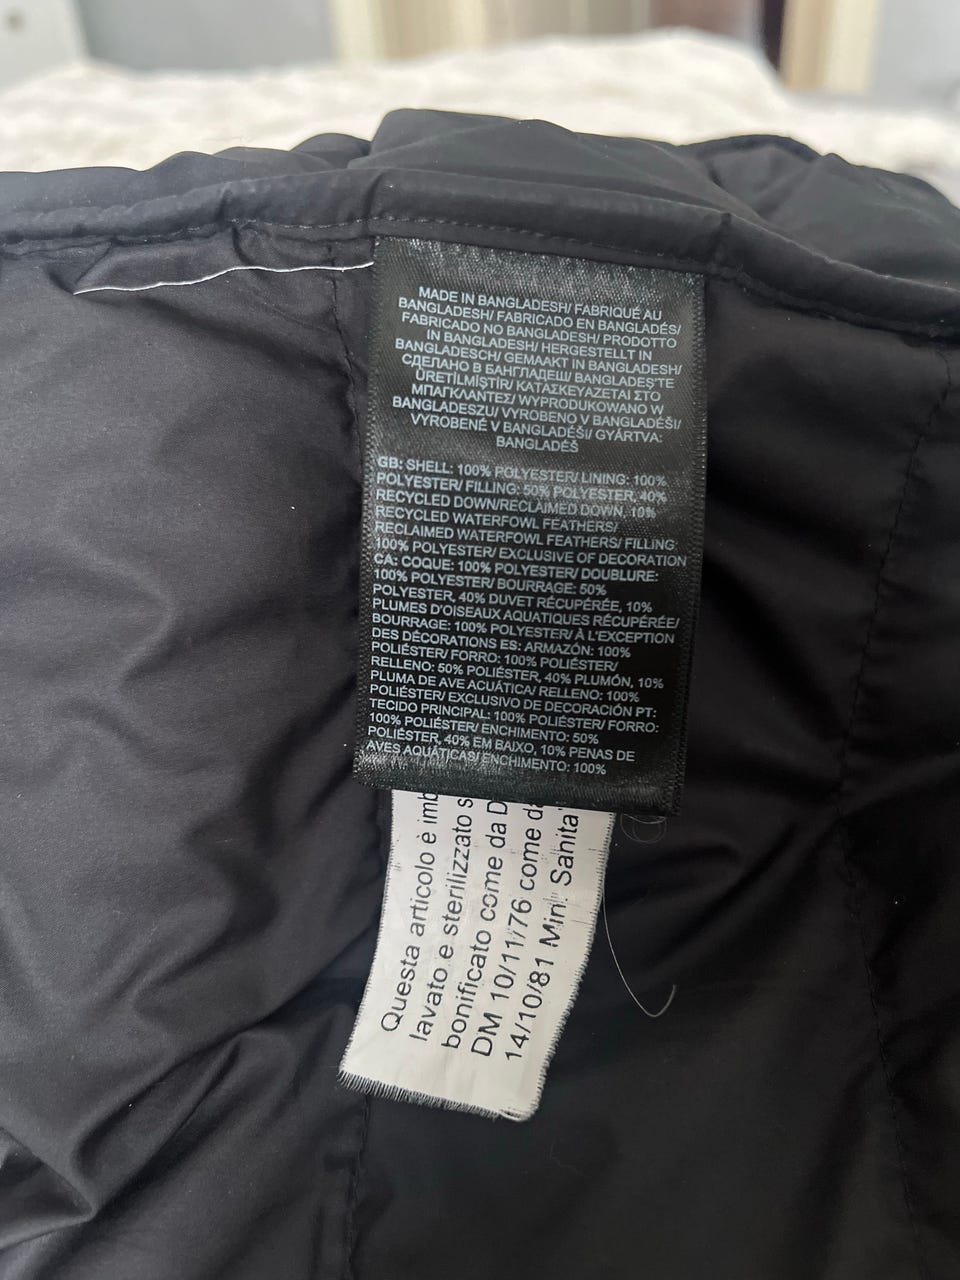 MADE IN BANGLADESH/ FABRIQUÉ AU
BANGLADESH/ FABRICADO EN BANGLADÉS/
FABRICADO NO BANGLADESH/ PRODOTTO
IN BANGLADESH/ HERGESTELLT IN
BANGLADESCH/ GEMAAKT IN BANGLADESH/
СДЕЛАНО В БАНГЛАДЕШ/ BANGLADEŞ'TE
ÜRETİLMİŞTİR/ ΚΑΤΑΣΚΕΥΑΖΕΤΑΙ ΣΤΟ
ΜΠΑΓΚΛΑΝΤΕΣ/ WYPRODUKOWANO W
BANGLADESZU/ VYROBENO V BANGLADÉŠI/
VYROBENÉ V BANGLADÉŠI/ GYÁRTVA:
BANGLADÉS
GB: SHELL: 100% POLYESTER/ LINING: 100%
POLYESTER/ FILLING: 50% POLYESTER, 40%
RECYCLED DOWN/RECLAIMED DOWN, 10%
RECYCLED WATERFOWL FEATHERS/
RECLAIMED WATERFOWL FEATHERS/ FILLING:
100% POLYESTER/ EXCLUSIVE OF DECORATION
CA: COQUE: 100% POLYESTER/ DOUBLURE:
100% POLYESTER/ BOURRAGE: 50%
POLYESTER, 40% DUVET RÉCUPÉRÉE, 10%
PLUMES D'OISEAUX AQUATIQUES RÉCUPÉRÉE/
BOURRAGE: 100% POLYESTER/ À L'EXCEPTION
DES DÉCORATIONS ES: ARMAZÓN: 100%
POLIÉSTER/ FORRO: 100% POLIÉSTER/
RELLENO: 50% POLIÉSTER, 40% PLUMÓN, 10%
PLUMA DE AVE ACUÁTICA/ RELLENO: 100%
POLIÉSTER/ EXCLUSIVO DE DECORACIÓN PT:
TECIDO PRINCIPAL: 100% POLIÉSTER/ FORRO:
100% POLIÉSTER/ ENCHIMENTO: 50%
POLIÉSTER, 40% EM BAIXO, 10% PENAS DE
AVES AQUÁTICAS/ ENCHIMENTO: 100%
Questa articolo è imb
lavato e sterilizzato s
bonificato come da D
DM 10/11/76 come da
14/10/81 Min. Sanita'